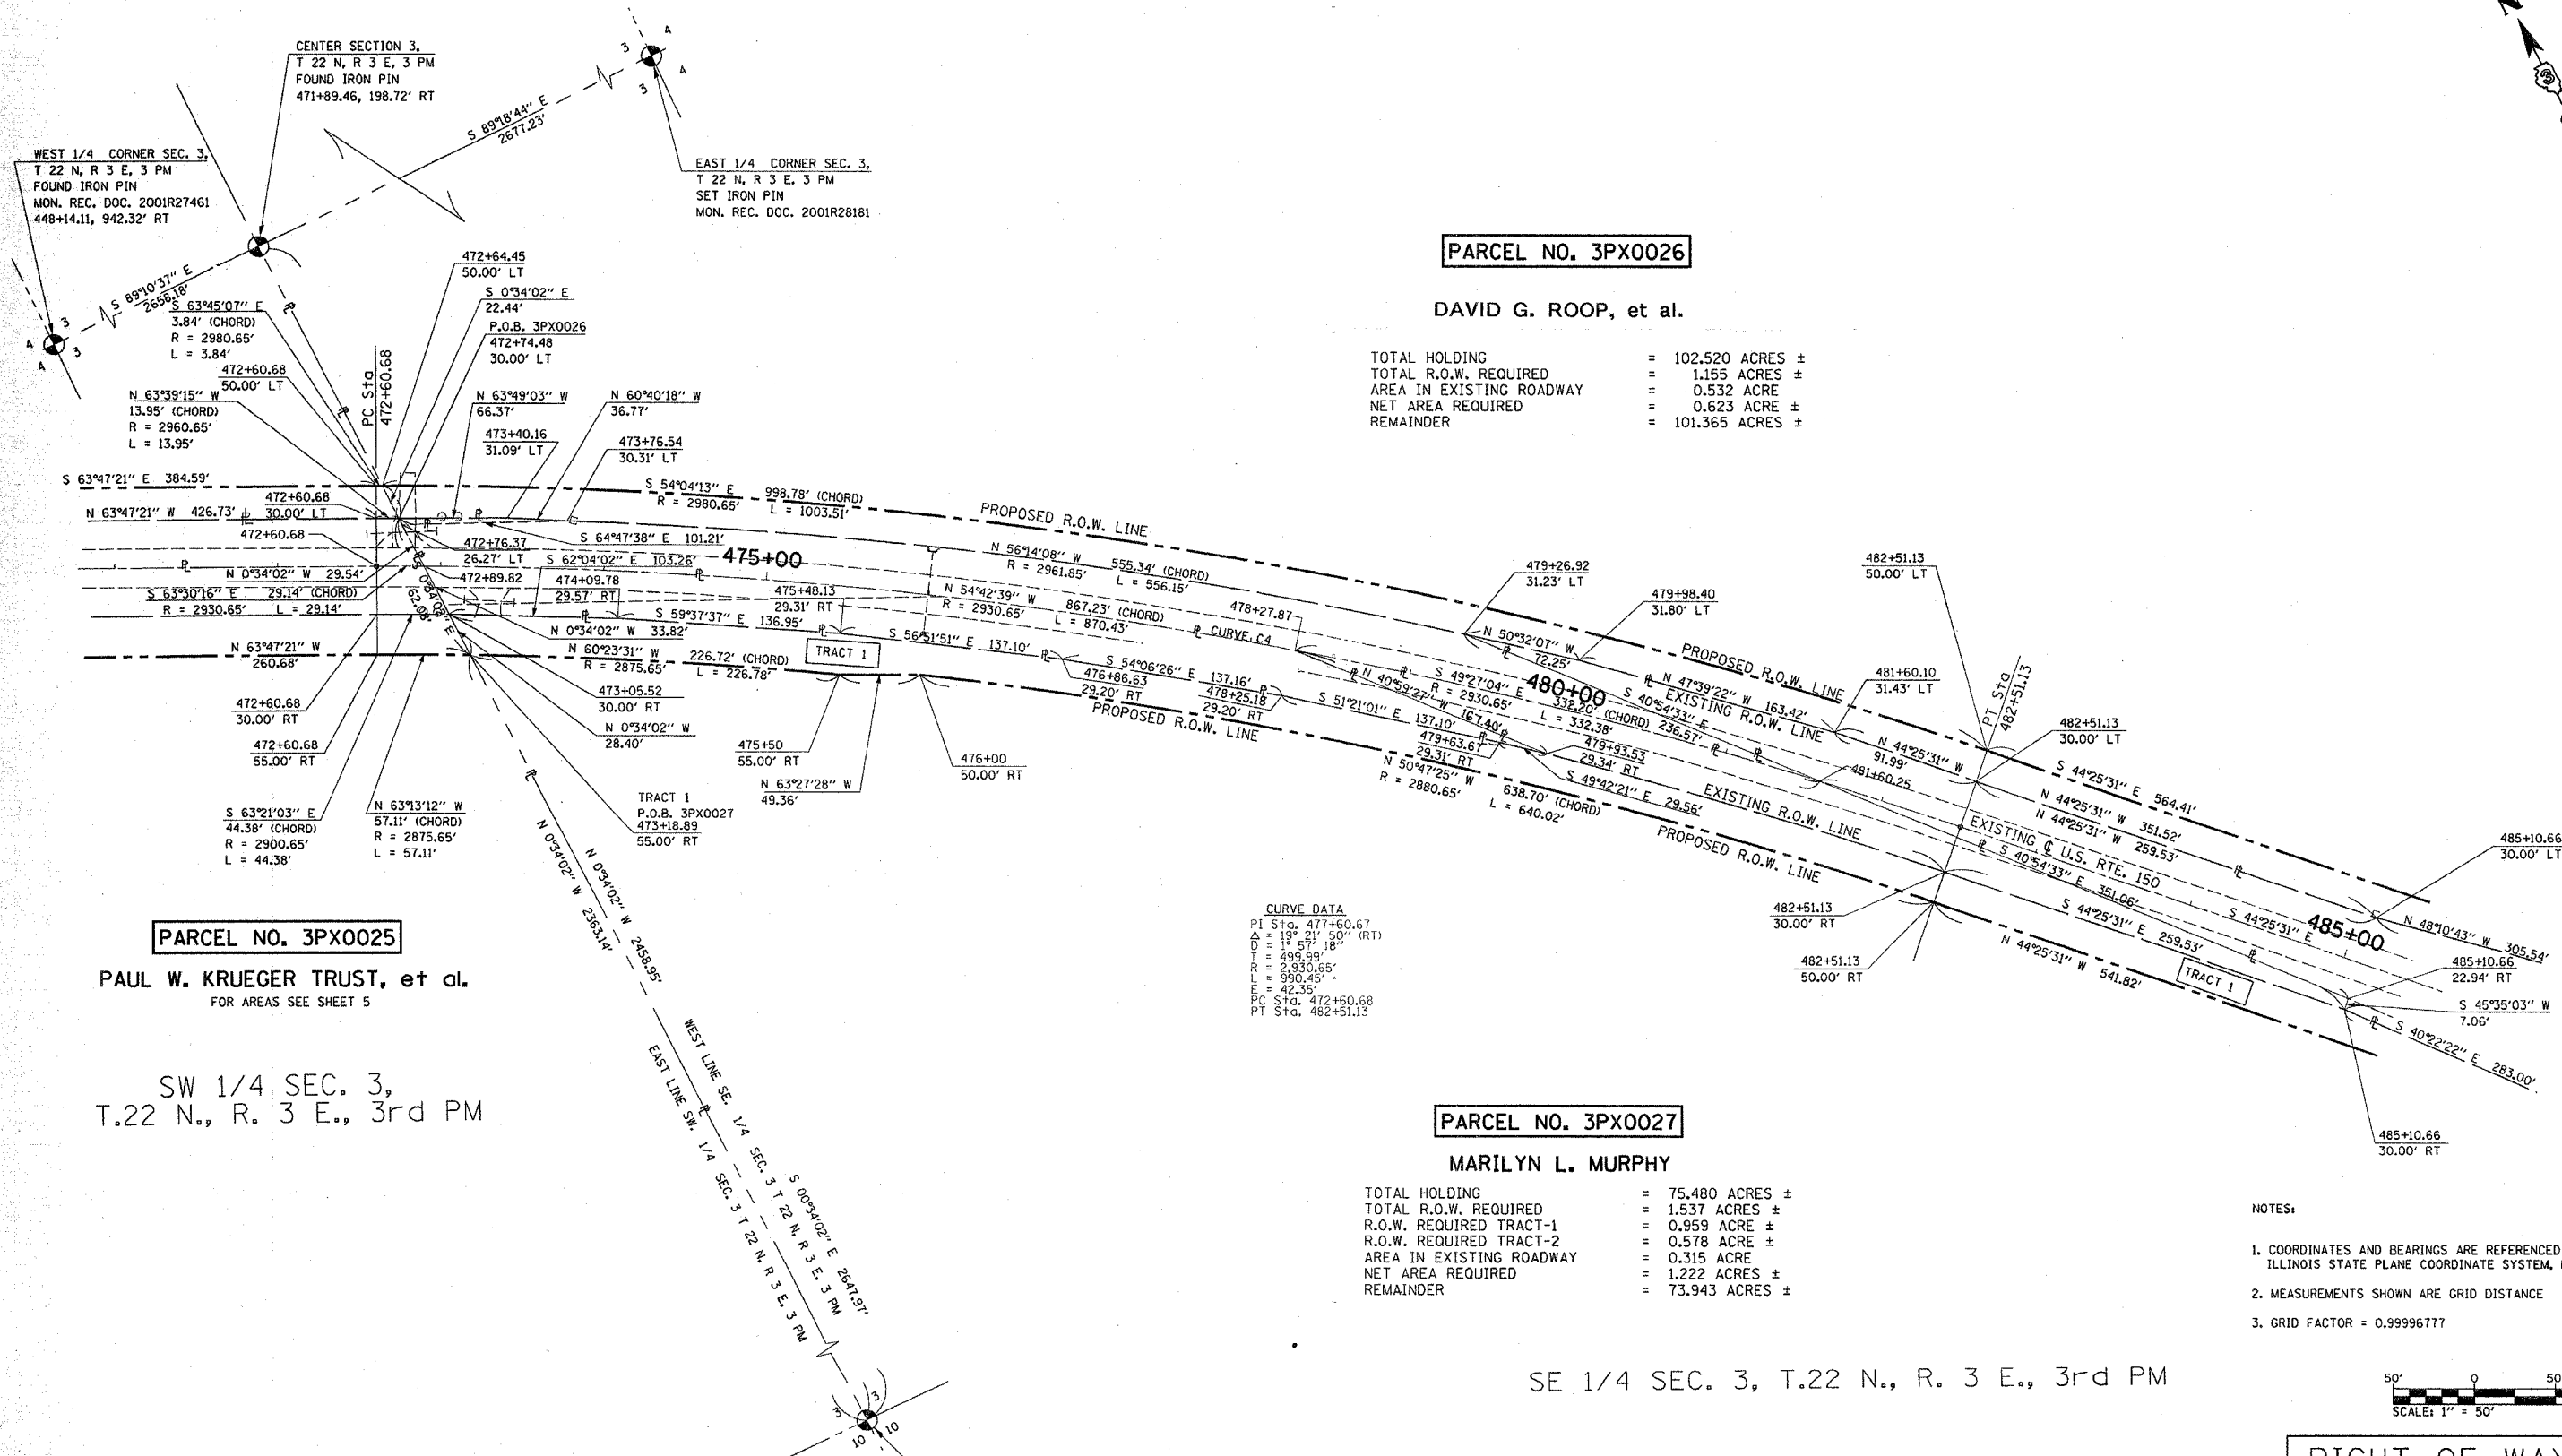 CENTER SECTION 3,
T 22 N, R 3 E, 3 PM
FOUND IRON PIN
471+89.46, 198.72' RT
S 89°18'44" E
2677.23'
3
4
3
4
WEST 1/4 CORNER SEC. 3,
T 22 N, R 3 E, 3 PM
FOUND IRON PIN
MON. REC. DOC. 2001R27461
448+14.11, 942.32' RT
EAST 1/4 CORNER SEC. 3,
T 22 N, R 3 E, 3 PM
SET IRON PIN
MON. REC. DOC. 2001R28181
S 89°10'37" E
2658.18'
4
3
4
3
S 63°45'07" E
3.84' (CHORD)
R = 2980.65'
L = 3.84'
472+60.68
50.00' LT
N 63°39'15" W
13.95' (CHORD)
R = 2960.65'
L = 13.95'
PC Sta
472+60.68
472+64.45
50.00' LT
S 0°34'02" E
22.44'
P.O.B. 3PX0026
472+74.48
30.00' LT
N 63°49'03" W
66.37'
N 60°40'18" W
36.77'
473+40.16
31.09' LT
473+76.54
30.31' LT
PARCEL NO. 3PX0026
DAVID G. ROOP, et al.
TOTAL HOLDING = 102.520 ACRES ±
TOTAL R.O.W. REQUIRED = 1.155 ACRES ±
AREA IN EXISTING ROADWAY = 0.532 ACRE
NET AREA REQUIRED = 0.623 ACRE ±
REMAINDER = 101.365 ACRES ±
S 63°47'21" E 384.59'
N 63°47'21" W 426.73'
472+60.68
30.00' LT
472+60.68
N 0°34'02" W 29.54'
S 63°30'16" E 29.14' (CHORD)
R = 2930.65' L = 29.14'
S 0°34'02" E
62.08'
N 63°47'21" W
260.68'
472+60.68
30.00' RT
472+60.68
55.00' RT
S 63°21'03" E
44.38' (CHORD)
R = 2900.65'
L = 44.38'
N 63°13'12" W
57.11' (CHORD)
R = 2875.65'
L = 57.11'
S 54°04'13" E 998.78' (CHORD)
R = 2980.65' L = 1003.51'
PROPOSED R.O.W. LINE
S 64°47'38" E 101.21'
472+76.37
26.27' LT
S 62°04'02" E 103.26'
475+00
472+89.82
474+09.78
29.57' RT
475+48.13
29.31' RT
S 59°37'37" E 136.95'
N 0°34'02" W 33.82'
N 60°23'31" W 226.72' (CHORD)
R = 2875.65' L = 226.78'
TRACT 1
473+05.52
30.00' RT
N 0°34'02" W
28.40'
475+50
55.00' RT
N 63°27'28" W
49.36'
476+00
50.00' RT
TRACT 1
P.O.B. 3PX0027
473+18.89
55.00' RT
N 56°14'08" W 555.34' (CHORD)
R = 2961.85' L = 556.15'
N 54°42'39" W 867.23' (CHORD)
R = 2930.65' L = 870.43'
CURVE, C4
478+27.87
S 56°51'51" E 137.10'
S 54°06'26" E 137.16'
476+86.63
29.20' RT
478+25.18
29.20' RT
PROPOSED R.O.W. LINE
S 51°21'01" E 137.10'
479+63.67
29.31' RT
N 40°59'27" W 167.40'
S 49°27'04" E 332.20' (CHORD)
R = 2930.65' L = 332.38'
480+00
S 40°54'33" E
236.57'
479+26.92
31.23' LT
479+98.40
31.80' LT
N 50°32'07" W
72.25'
PROPOSED R.O.W. LINE
N 47°39'22" W 163.42'
EXISTING R.O.W. LINE
481+60.10
31.43' LT
482+51.13
50.00' LT
PT Sta
482+51.13
482+51.13
30.00' LT
N 44°25'31" W
91.99'
481+60.25
479+93.53
29.34' RT
S 49°42'21" E 29.56'
EXISTING R.O.W. LINE
N 50°47'25" W 638.70' (CHORD)
R = 2880.65' L = 640.02'
PROPOSED R.O.W. LINE
S 44°25'31" E 564.41'
N 44°25'31" W 351.52'
N 44°25'31" W 259.53'
EXISTING ℄ U.S. RTE. 150
S 40°54'33" E 351.06'
S 44°25'31" E
485+00
485+10.66
30.00' LT
N 48°10'43" W 305.54'
485+10.66
22.94' RT
S 45°35'03" W
7.06'
S 40°22'22" E 283.00'
482+51.13
30.00' RT
482+51.13
50.00' RT
S 44°25'31" E 259.53'
N 44°25'31" W 541.82'
TRACT 1
485+10.66
30.00' RT
CURVE DATA
PI Sta. 477+60.67
Δ = 19° 21' 50" (RT)
D = 1° 57' 18"
T = 499.99'
R = 2,930.65'
L = 990.45'
E = 42.35'
PC Sta. 472+60.68
PT Sta. 482+51.13
PARCEL NO. 3PX0025
PAUL W. KRUEGER TRUST, et al.
FOR AREAS SEE SHEET 5
SW 1/4 SEC. 3,
T.22 N., R. 3 E., 3rd PM
N 0°34'02" W 2363.14'
N 0°34'02" W 2458.95'
WEST LINE SE. 1/4 SEC. 3 T 22 N, R 3 E, 3 PM
EAST LINE SW. 1/4 SEC. 3 T 22 N, R 3 E, 3 PM
S 00°34'02" E 2647.97'
3
3
10
10
PARCEL NO. 3PX0027
MARILYN L. MURPHY
TOTAL HOLDING = 75.480 ACRES ±
TOTAL R.O.W. REQUIRED = 1.537 ACRES ±
R.O.W. REQUIRED TRACT-1 = 0.959 ACRE ±
R.O.W. REQUIRED TRACT-2 = 0.578 ACRE ±
AREA IN EXISTING ROADWAY = 0.315 ACRE
NET AREA REQUIRED = 1.222 ACRES ±
REMAINDER = 73.943 ACRES ±
SE 1/4 SEC. 3, T.22 N., R. 3 E., 3rd PM
NOTES:
1. COORDINATES AND BEARINGS ARE REFERENCED
ILLINOIS STATE PLANE COORDINATE SYSTEM,
2. MEASUREMENTS SHOWN ARE GRID DISTANCE
3. GRID FACTOR = 0.99996777
50' 0 50
SCALE: 1" = 50'
RIGHT OF WAY